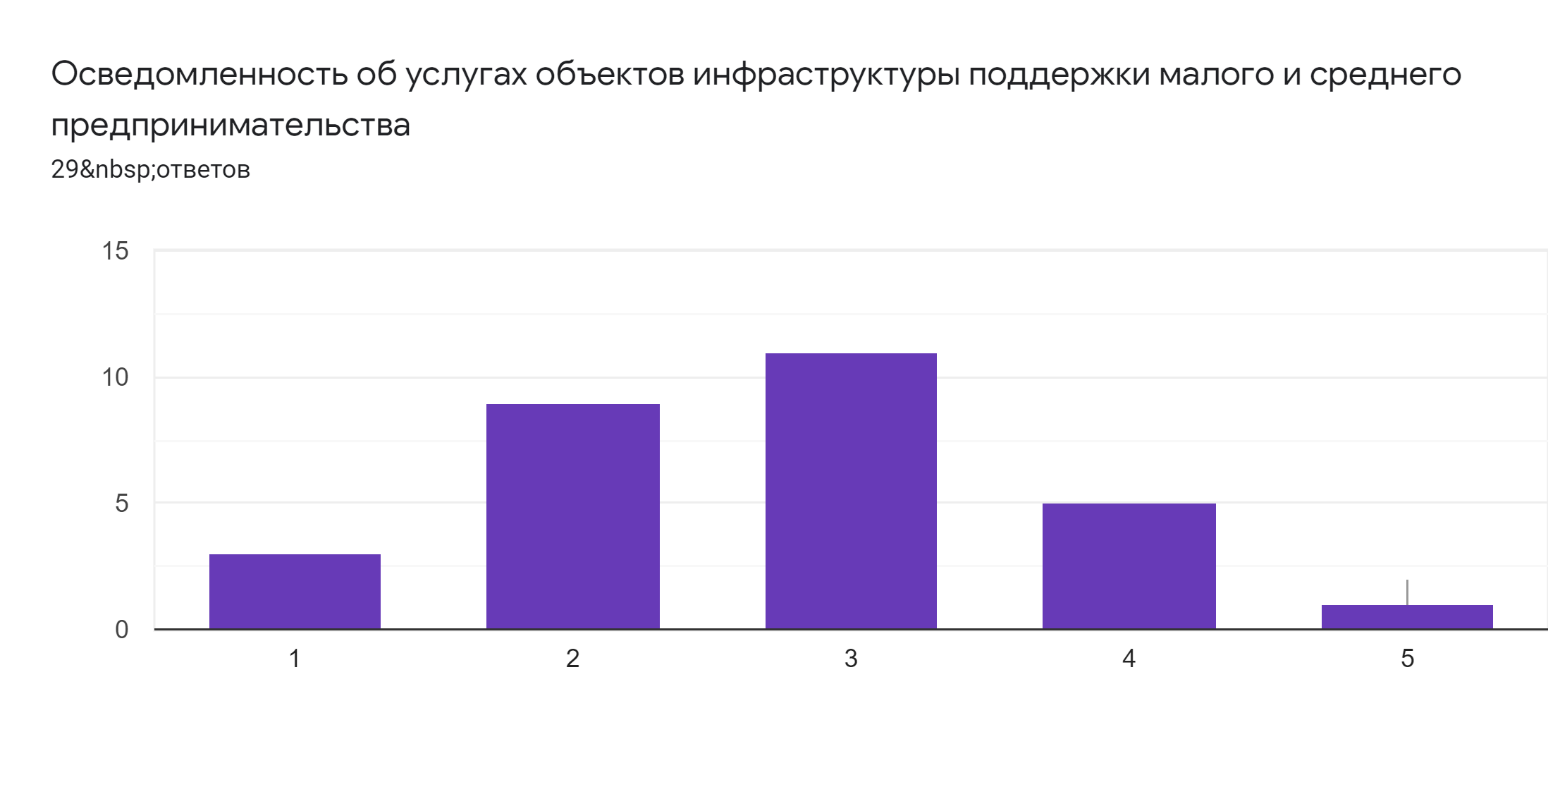 Осведомленность об услугах объектов инфраструктуры поддержки малого и среднего
предпринимательства
29&nbsp;ответов
15
10
5
0
1 2 3 4 5